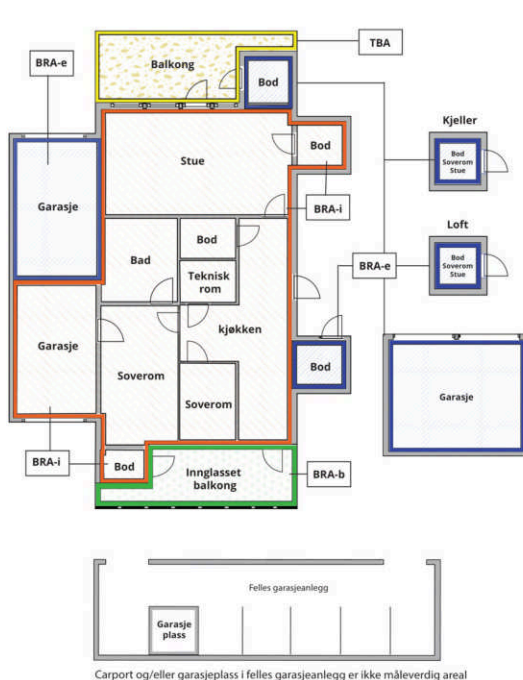 TBA
BRA-e
Balkong
Bod
Kjeller
Bod
Soverom
Stue
Bod
Stue
BRA-i
Garasje
Loft
Bod
Soverom
Stue
Bad
Bod
Teknisk
rom
BRA-e
kjøkken
Garasje
Soverom
Bod
Garasje
Soverom
BRA-i
Bod
Innglasset
balkong
BRA-b
Felles garasjeanlegg
Garasje
plass
Carport og/eller garasjeplass i felles garasjeanlegg er ikke måleverdig areal